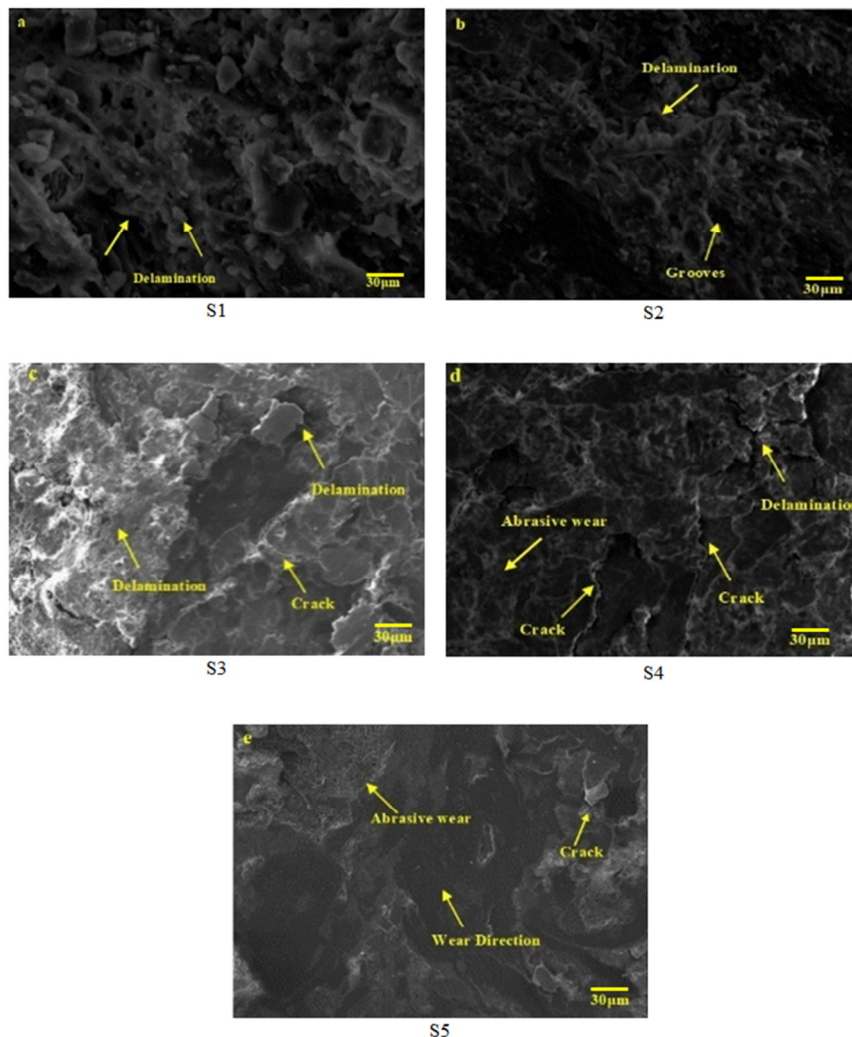 a
Delamination
30µm
S1
b
Delamination
Grooves
30µm
S2
c
Delamination
Delamination
Crack
30µm
S3
d
Delamination
Abrasive wear
Crack
Crack
30µm
S4
e
Abrasive wear
Crack
Wear Direction
30µm
S5